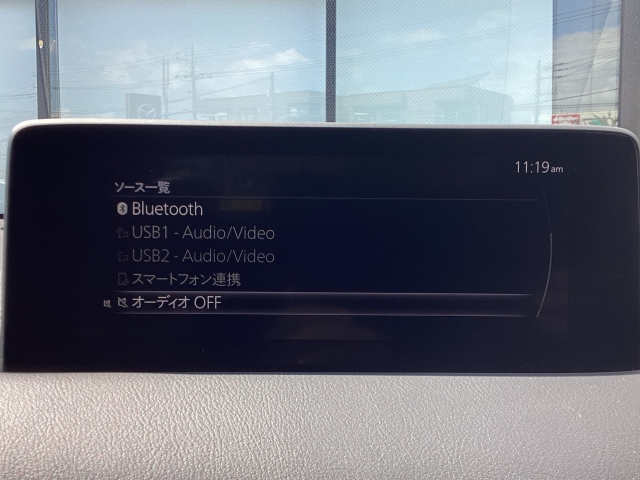 11:19am
ソース一覧
Bluetooth
USB1 - Audio/Video
USB2 - Audio/Video
スマートフォン連携
オーディオ OFF